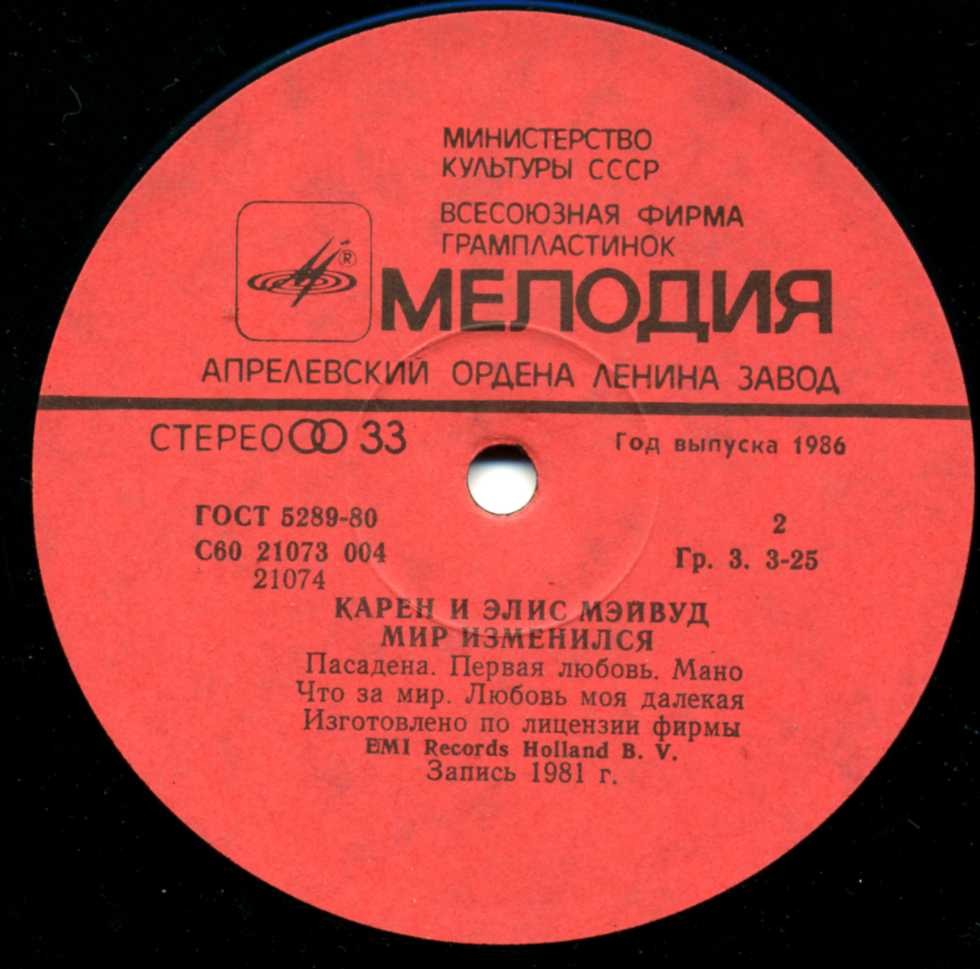 МИНИСТЕРСТВО
КУЛЬТУРЫ СССР
ВСЕСОЮЗНАЯ ФИРМА
ГРАМПЛАСТИНОК
®
МЕЛОДИЯ
АПРЕЛЕВСКИЙ ОРДЕНА ЛЕНИНА ЗАВОД
СТЕРЕО 33
Год выпуска 1986
ГОСТ 5289-80
2
С60 21073 004
Гр. 3. 3-25
21074
КАРЕН И ЭЛИС МЭЙВУД
МИР ИЗМЕНИЛСЯ
Пасадена. Первая любовь. Мано
Что за мир. Любовь моя далекая
Изготовлено по лицензии фирмы
EMI Records Holland B. V.
Запись 1981 г.